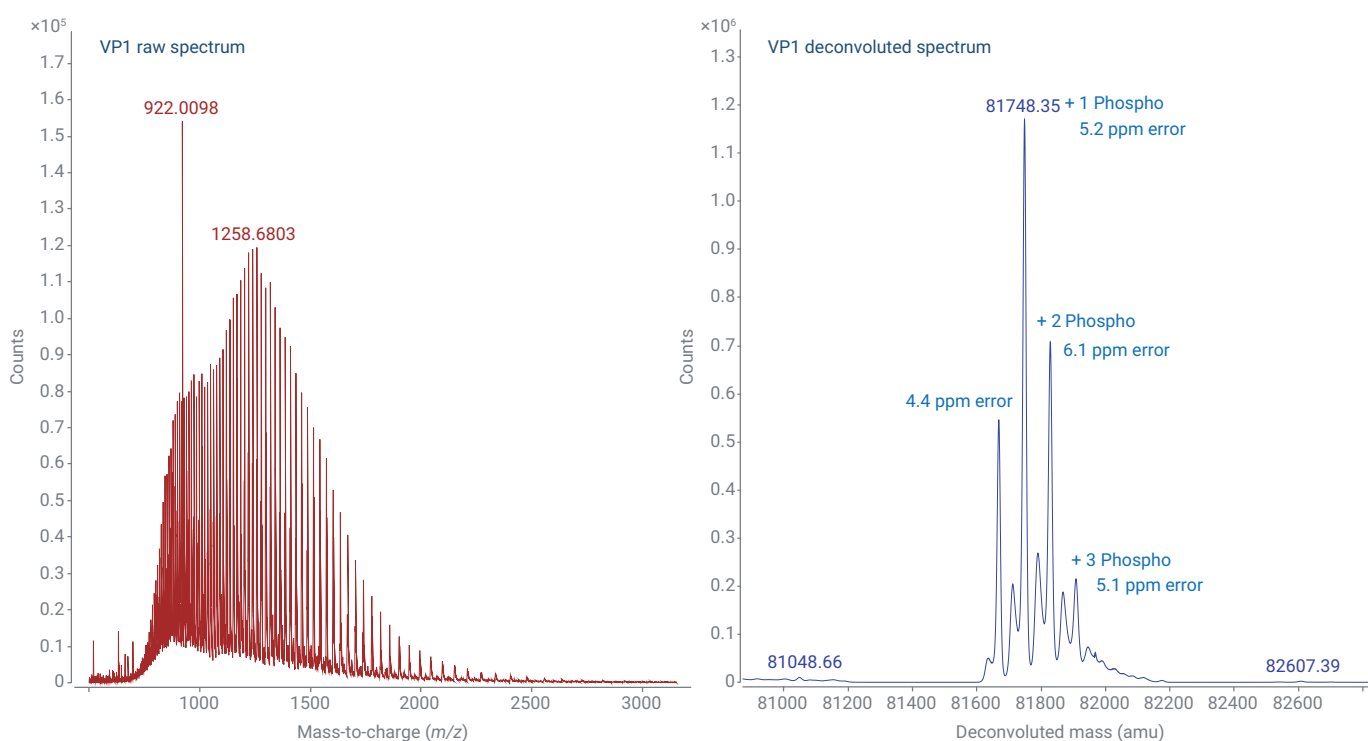 ×10⁵
VP1 raw spectrum
1.7
1.6
1.5
1.4
1.3
1.2
1.1
1.0
0.9
0.8
0.7
0.6
0.5
0.4
0.3
0.2
0.1
0
922.0098
1258.6803
Counts
1000 1500 2000 2500 3000
Mass-to-charge (m/z)
×10⁶
VP1 deconvoluted spectrum
1.3
1.2
1.1
1.0
0.9
0.8
0.7
0.6
0.5
0.4
0.3
0.2
0.1
0
81748.35 + 1 Phospho
5.2 ppm error
+ 2 Phospho
6.1 ppm error
4.4 ppm error
+ 3 Phospho
5.1 ppm error
81048.66
82607.39
Counts
81000 81200 81400 81600 81800 82000 82200 82400 82600
Deconvoluted mass (amu)